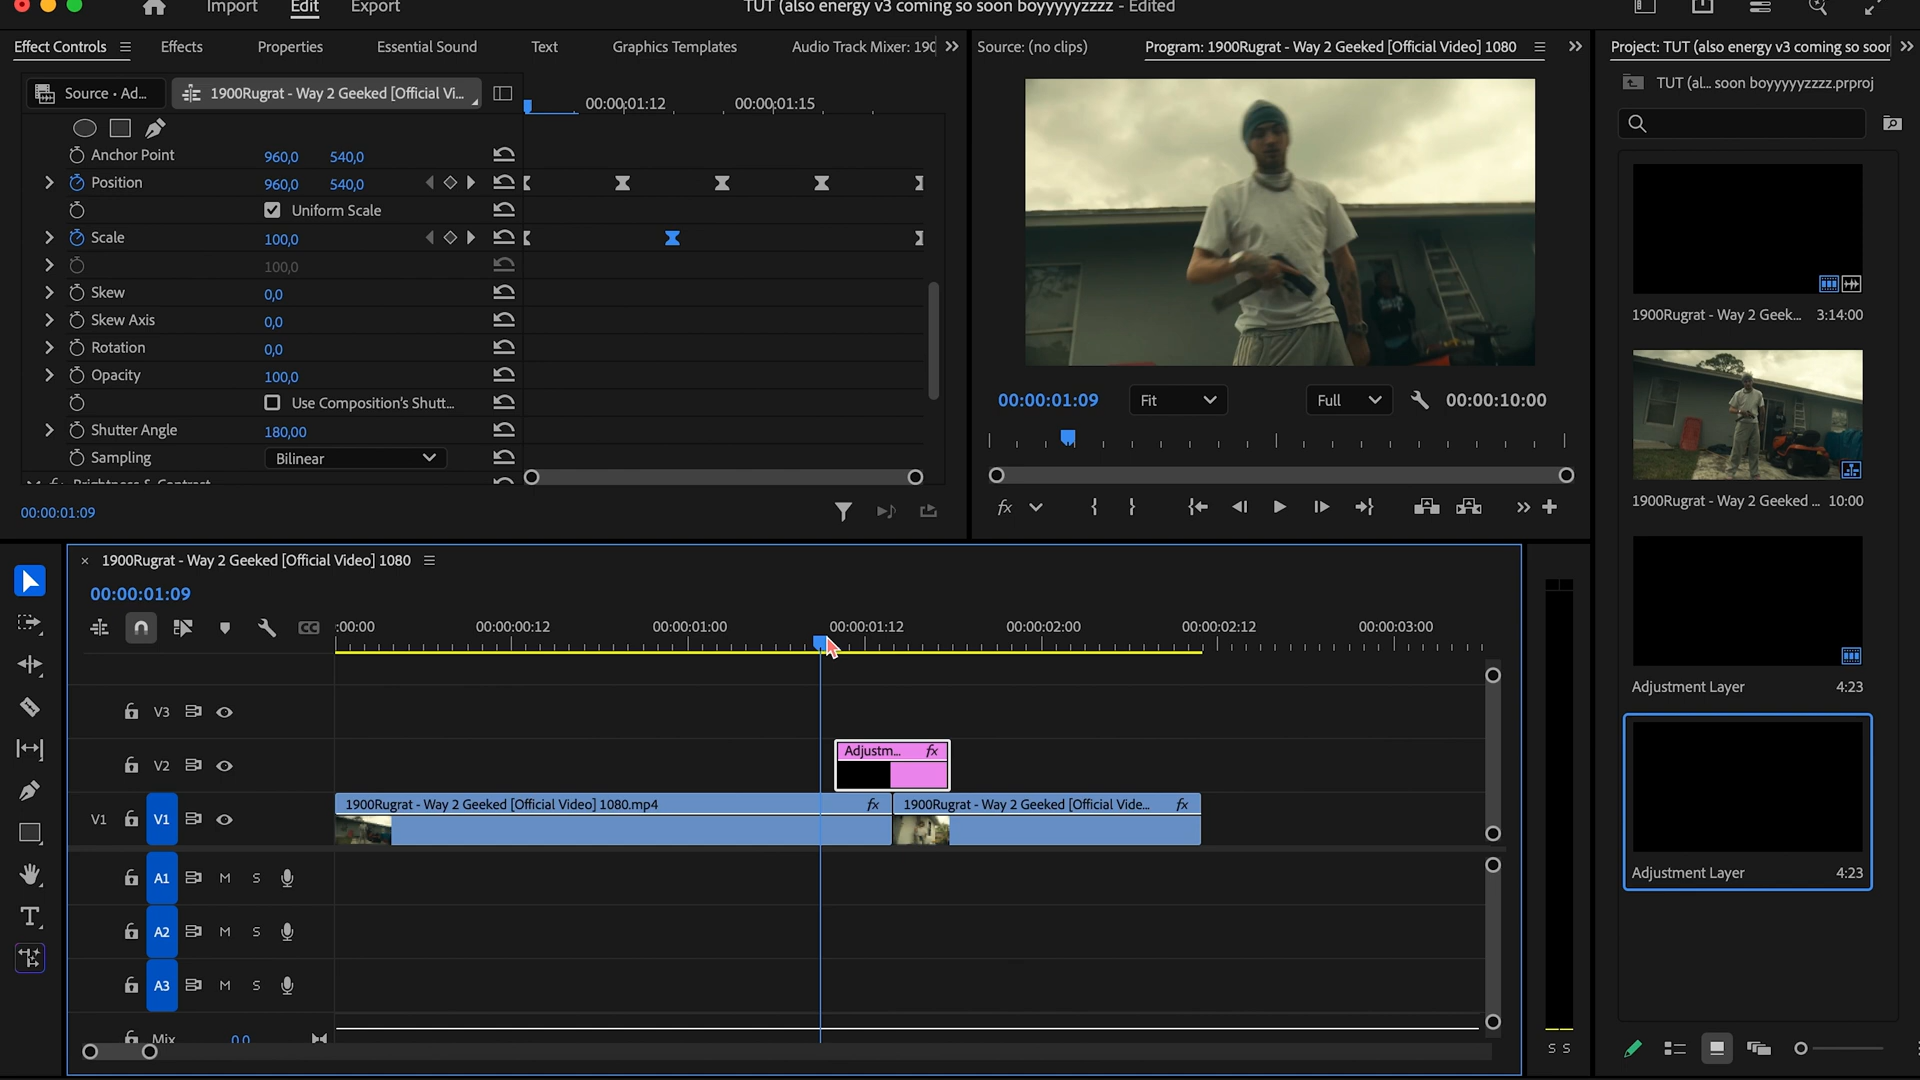 Import Edit Export
TUT (also energy v3 coming so soon boyyyyyzzzz - Edited
Effect Controls Effects Properties Essential Sound Text Graphics Templates Audio Track Mixer: 190
Source: (no clips) Program: 1900Rugrat - Way 2 Geeked [Official Video] 1080
Project: TUT (also energy v3 coming so soor
Source • Ad... 1900Rugrat - Way 2 Geeked [Official Vi...
00:00:01:12 00:00:01:15
TUT (al... soon boyyyyyzzzz.prproj
Anchor Point 960,0 540,0
Position 960,0 540,0
Uniform Scale
Scale 100,0
100,0
Skew 0,0
Skew Axis 0,0
Rotation 0,0
Opacity 100,0
Use Composition's Shutt...
Shutter Angle 180,00
Sampling Bilinear
Brightness & Contrast
00:00:01:09
00:00:01:09 Fit Full 00:00:10:00
fx
1900Rugrat - Way 2 Geek... 3:14:00
1900Rugrat - Way 2 Geeked ... 10:00
Adjustment Layer 4:23
Adjustment Layer 4:23
× 1900Rugrat - Way 2 Geeked [Official Video] 1080
00:00:01:09
CC
:00:00 00:00:00:12 00:00:01:00 00:00:01:12 00:00:02:00 00:00:02:12 00:00:03:00
V3
V2
Adjustm... fx
V1 V1
1900Rugrat - Way 2 Geeked [Official Video] 1080.mp4 fx
1900Rugrat - Way 2 Geeked [Official Vide... fx
A1 M S
A2 M S
A3 M S
Mix 0,0
S S